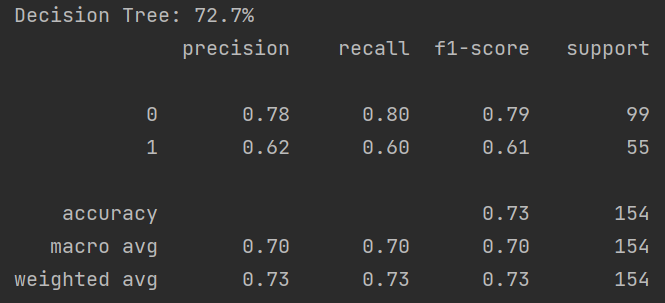 Decision Tree: 72.7%
precision recall f1-score support
0 0.78 0.80 0.79 99
1 0.62 0.60 0.61 55
accuracy 0.73 154
macro avg 0.70 0.70 0.70 154
weighted avg 0.73 0.73 0.73 154